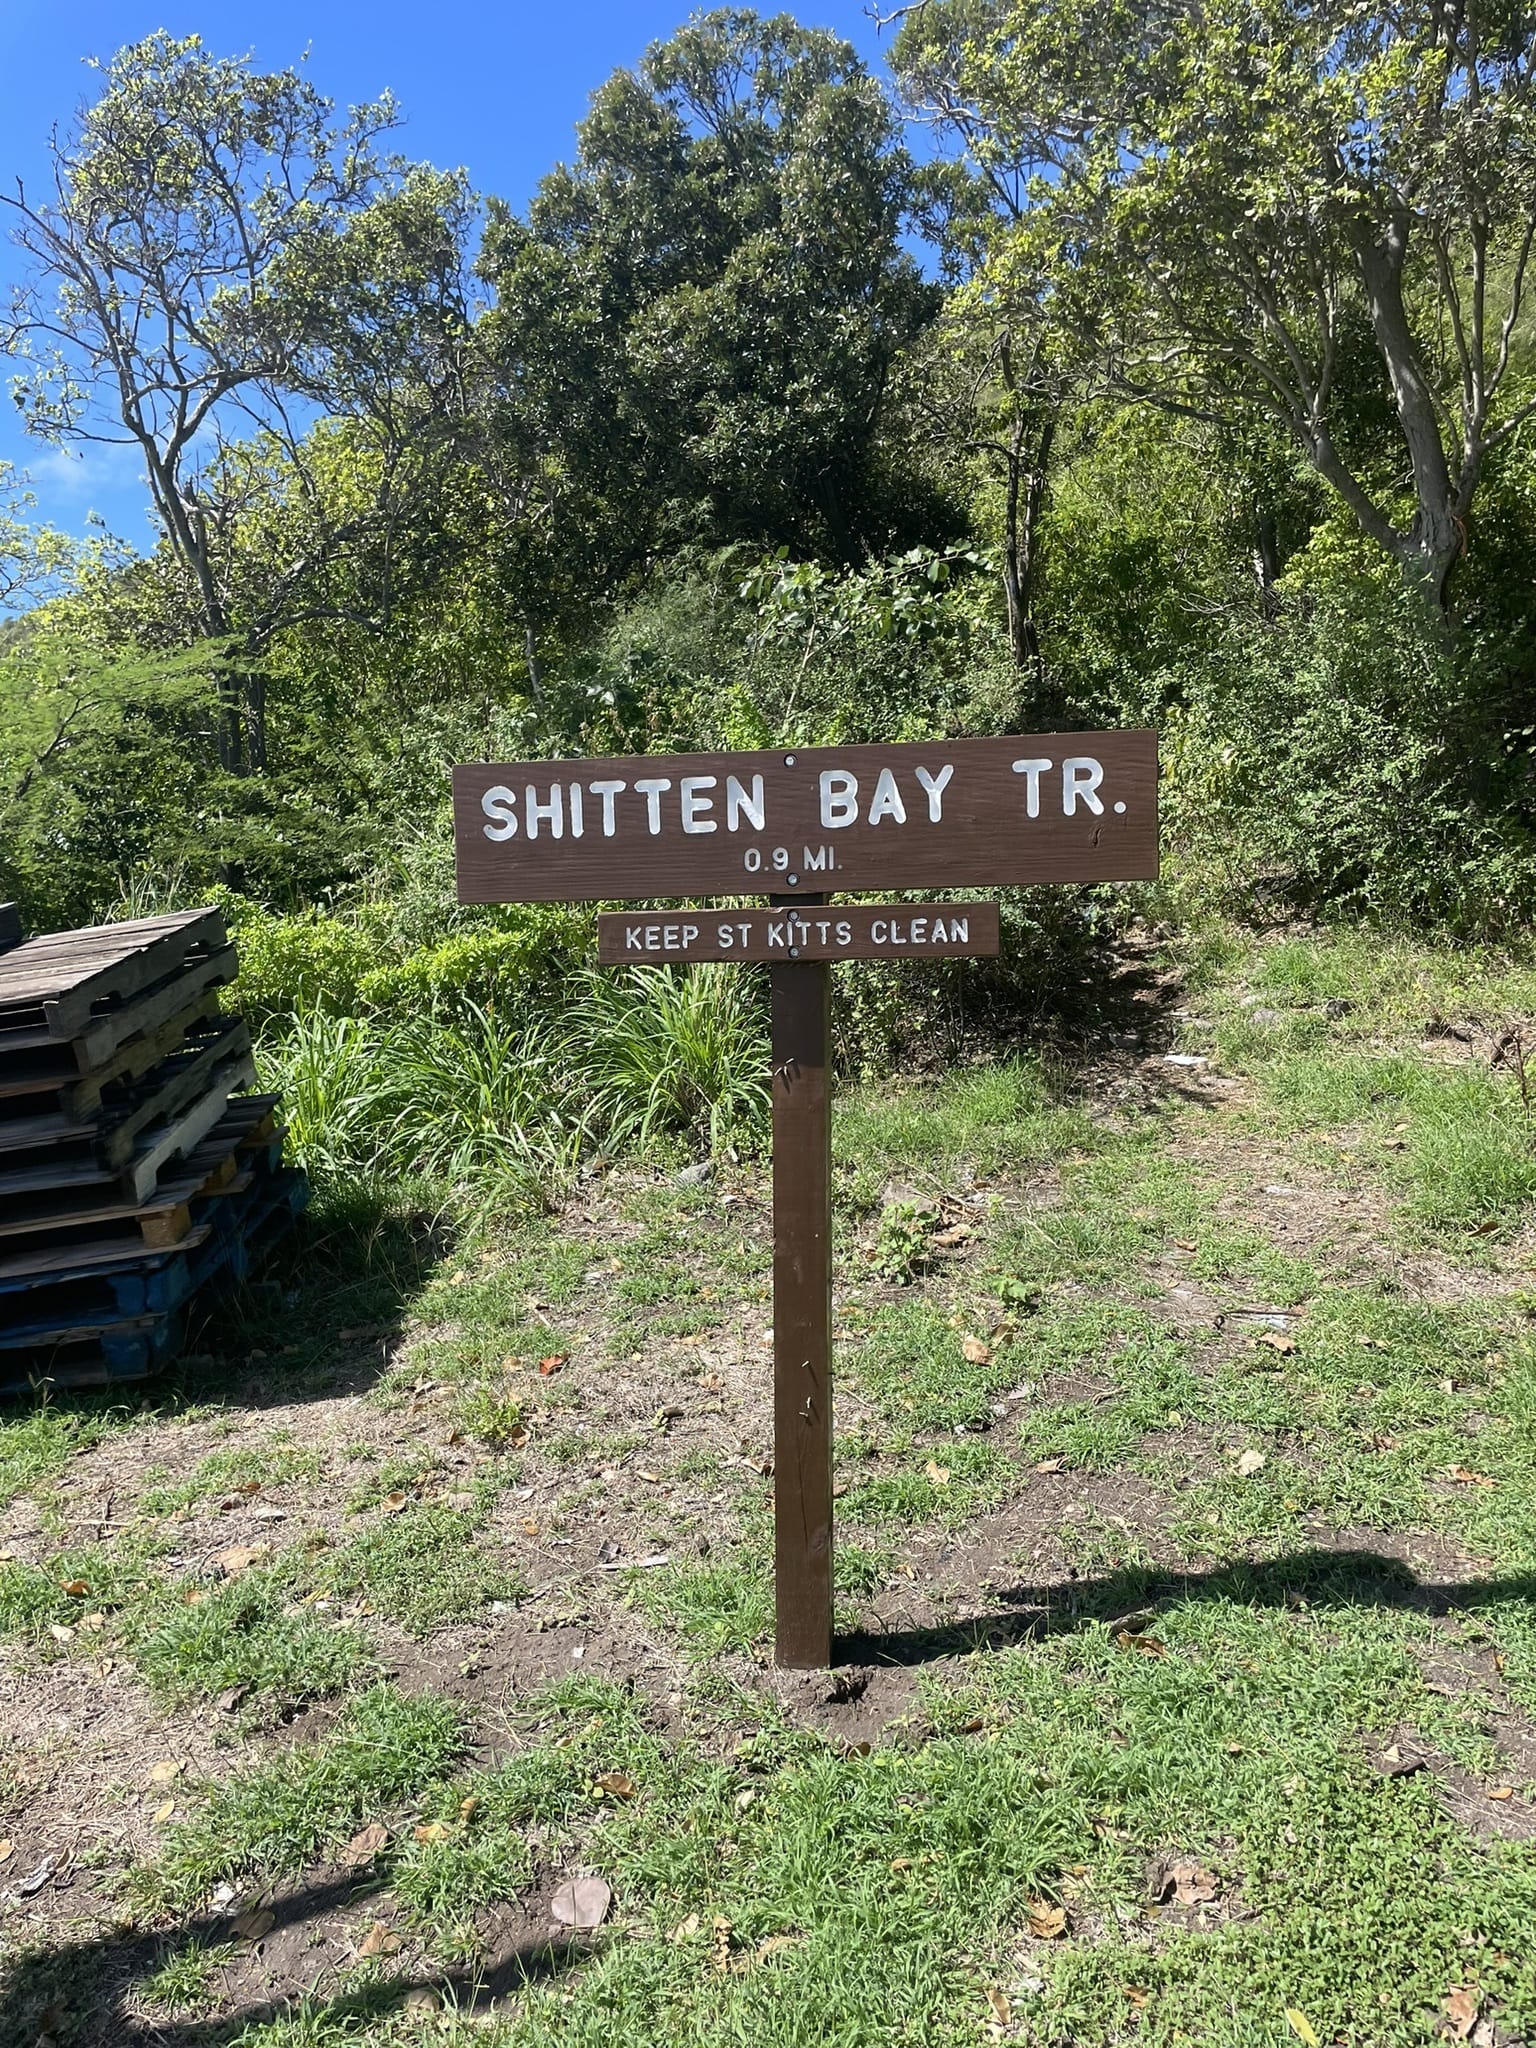 SHITTEN BAY TR.
0.9 MI.
KEEP ST KITTS CLEAN